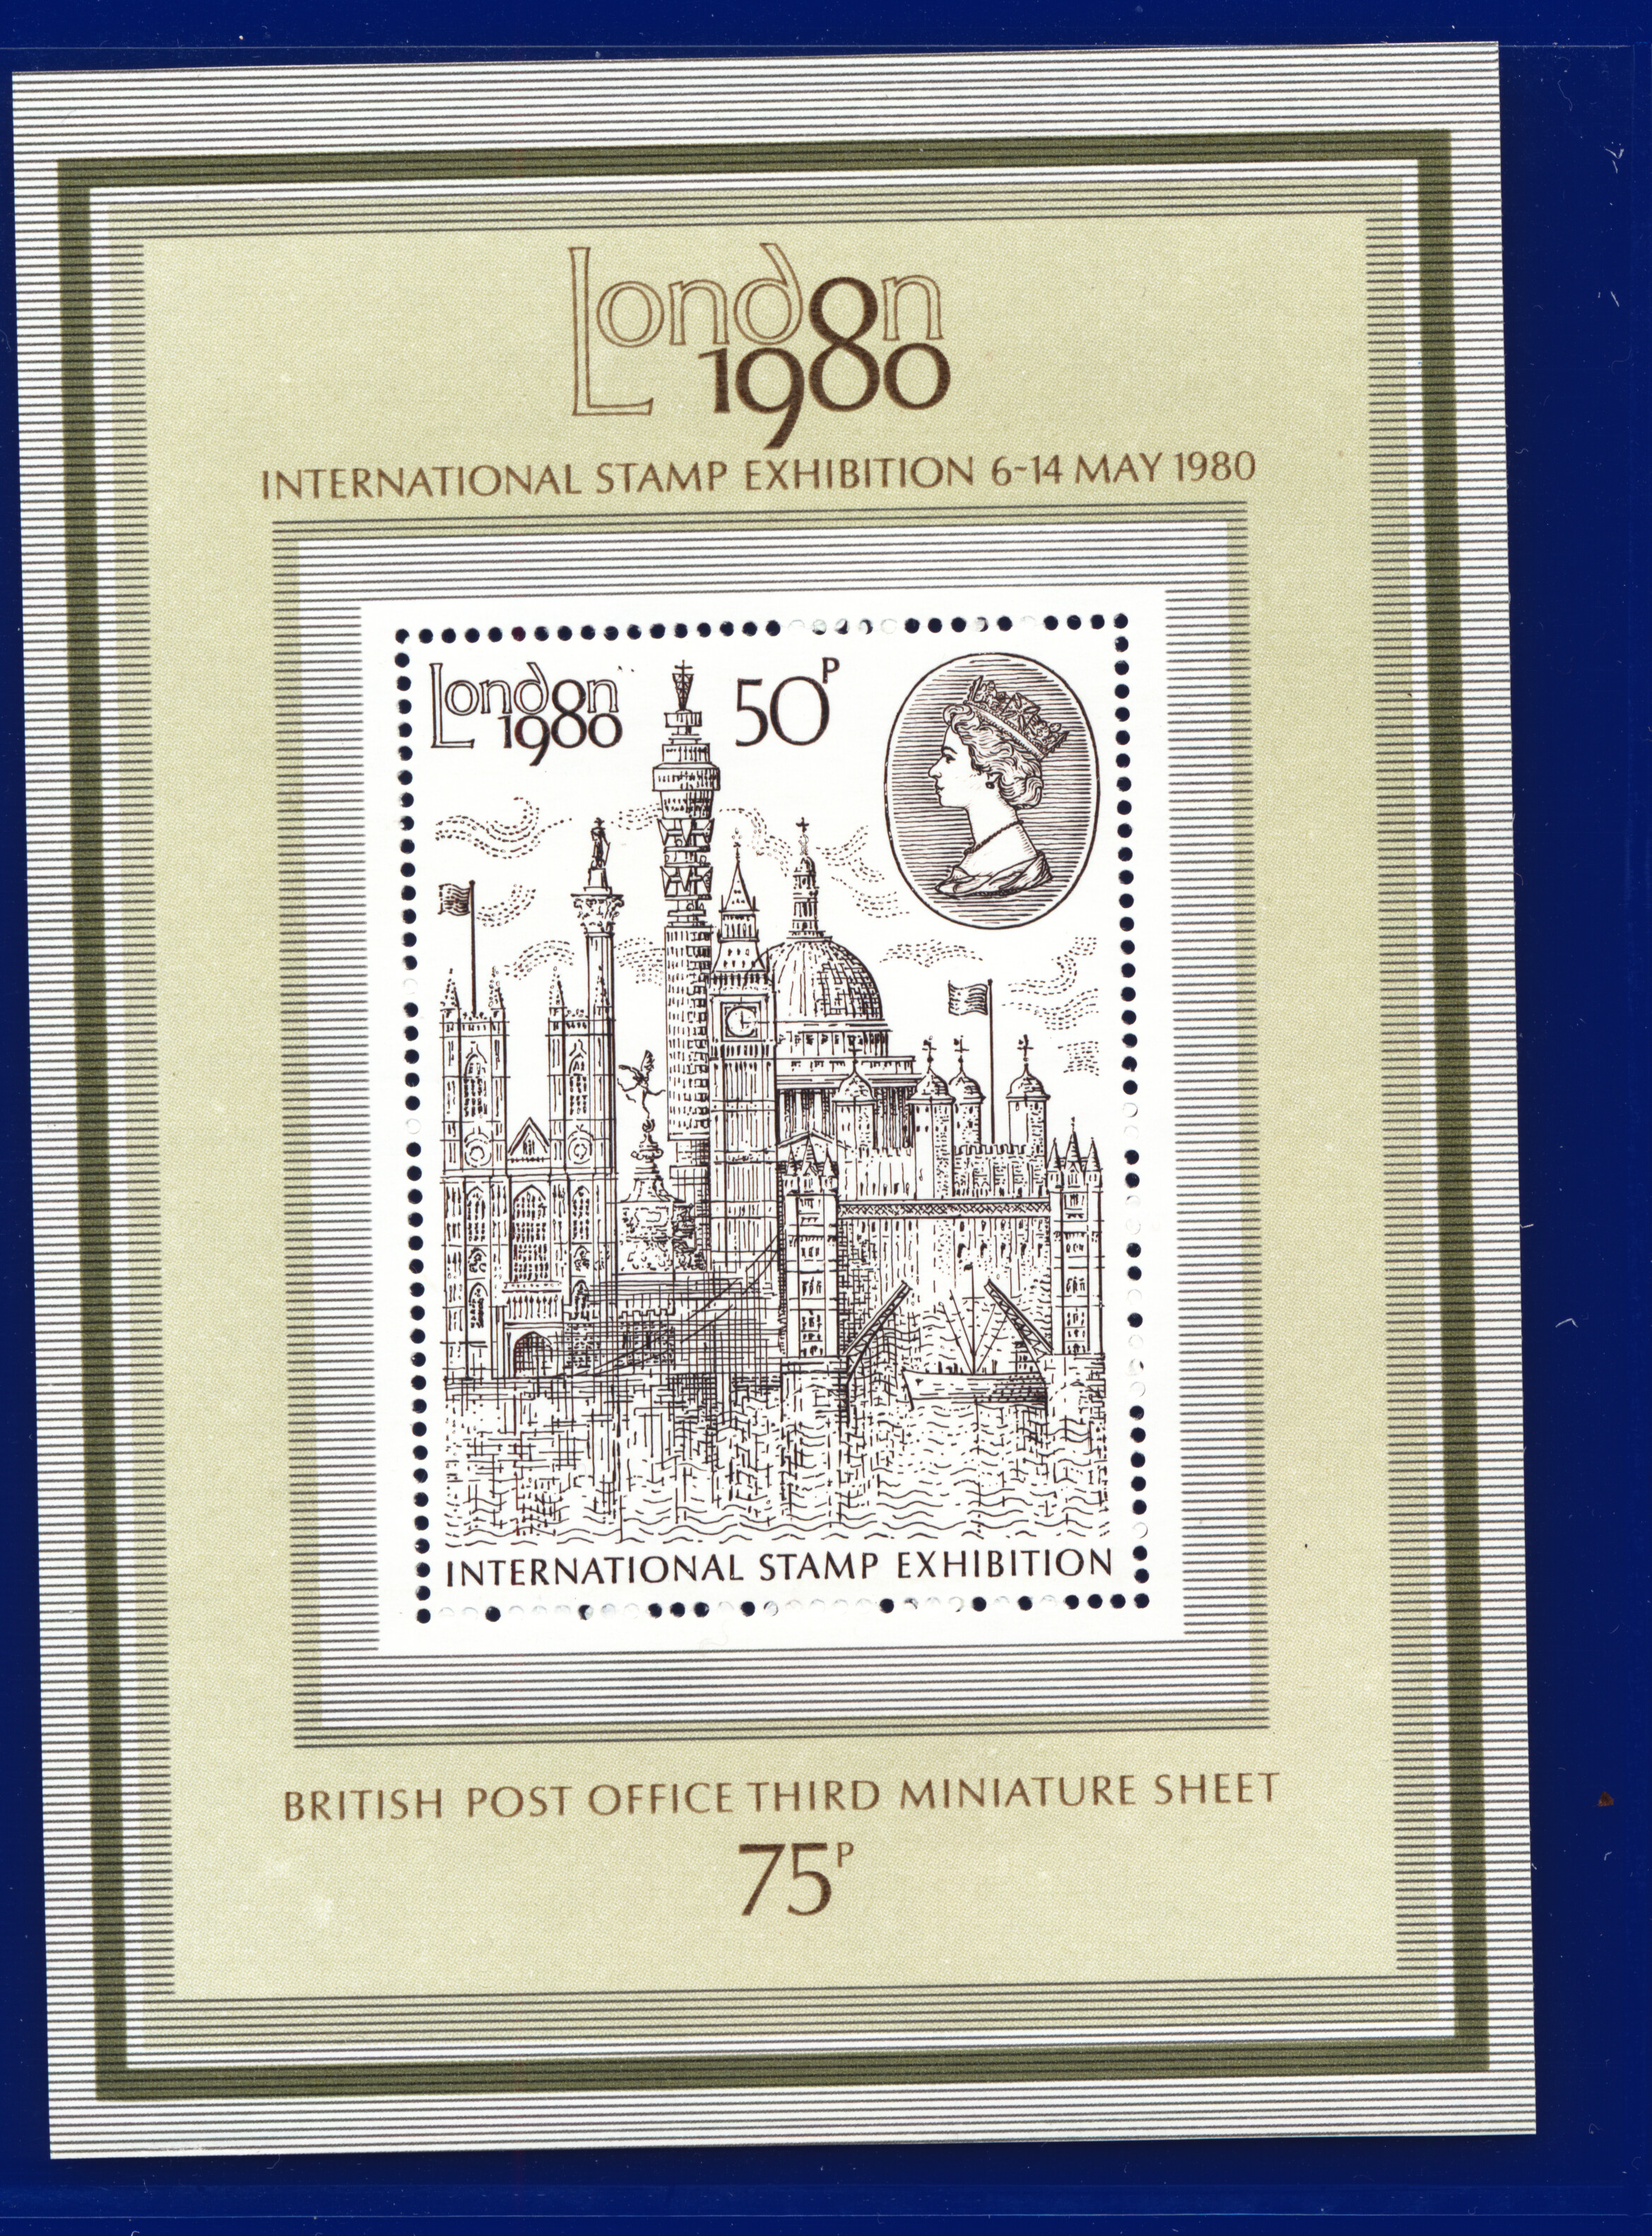 London
1980
INTERNATIONAL STAMP EXHIBITION 6-14 MAY 1980
London
1980
50P
INTERNATIONAL STAMP EXHIBITION
BRITISH POST OFFICE THIRD MINIATURE SHEET
75P